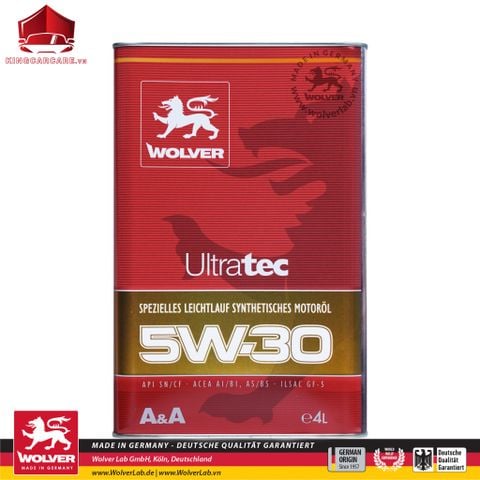 KINGCARCARE.vn
MADE IN GERMANY
WOLVER
www.wolverlab.vn
WOLVER
Ultratec
SPEZIELLES LEICHTLAUF SYNTHETISCHES MOTORÖL
5W-30
API SN/CF - ACEA A1/B1, A5/B5 - ILSAC GF-5
A&A
℮4L
WOLVER
MADE IN GERMANY
MADE IN GERMANY - DEUTSCHE QUALITÄT GARANTIERT
Wolver Lab GmbH, Köln, Deutschland
www.WolverLab.de | www.WolverLab.vn
GERMAN
ORIGIN
Since 1957
Deutsche
Qualität
Garantiert